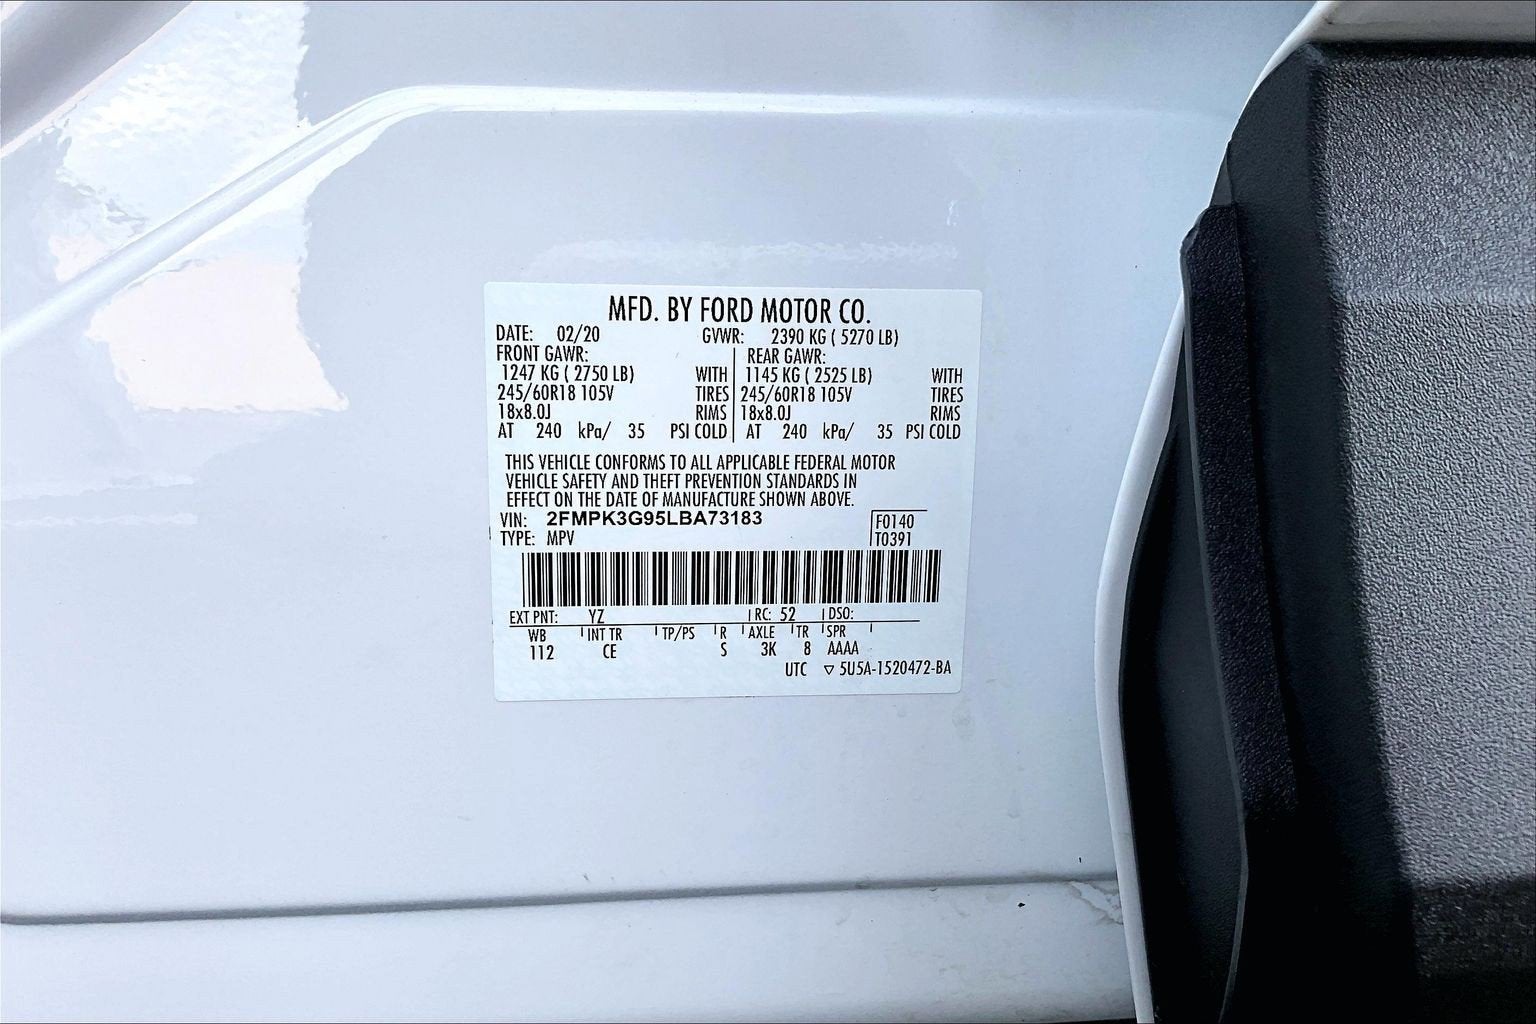 MFD. BY FORD MOTOR CO.
DATE: 02/20 GVWR: 2390 KG ( 5270 LB)
FRONT GAWR: REAR GAWR:
1247 KG ( 2750 LB) WITH 1145 KG ( 2525 LB) WITH
245/60R18 105V TIRES 245/60R18 105V TIRES
18x8.0J RIMS 18x8.0J RIMS
AT 240 kPa/ 35 PSI COLD AT 240 kPa/ 35 PSI COLD
THIS VEHICLE CONFORMS TO ALL APPLICABLE FEDERAL MOTOR
VEHICLE SAFETY AND THEFT PREVENTION STANDARDS IN
EFFECT ON THE DATE OF MANUFACTURE SHOWN ABOVE.
VIN: 2FMPK3G95LBA73183 F0140
TYPE: MPV T0391
EXT PNT: YZ RC: 52 DSO:
WB INT TR TP/PS R AXLE TR SPR
112 CE S 3K 8 AAAA
UTC ▽ 5U5A-1520472-BA